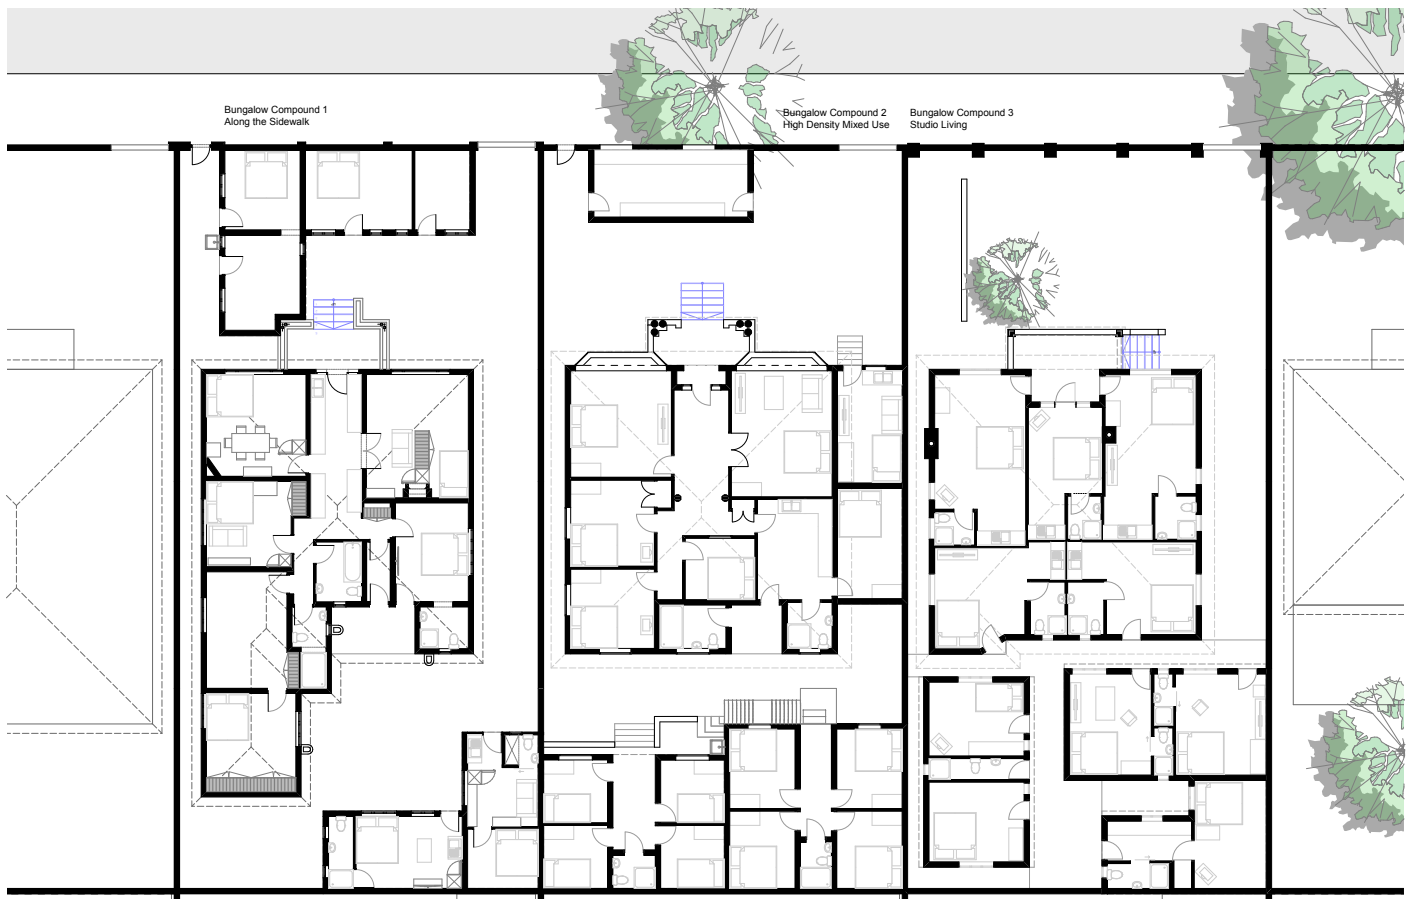 Bungalow Compound 1
Along the Sidewalk
Bungalow Compound 2
High Density Mixed Use
Bungalow Compound 3
Studio Living